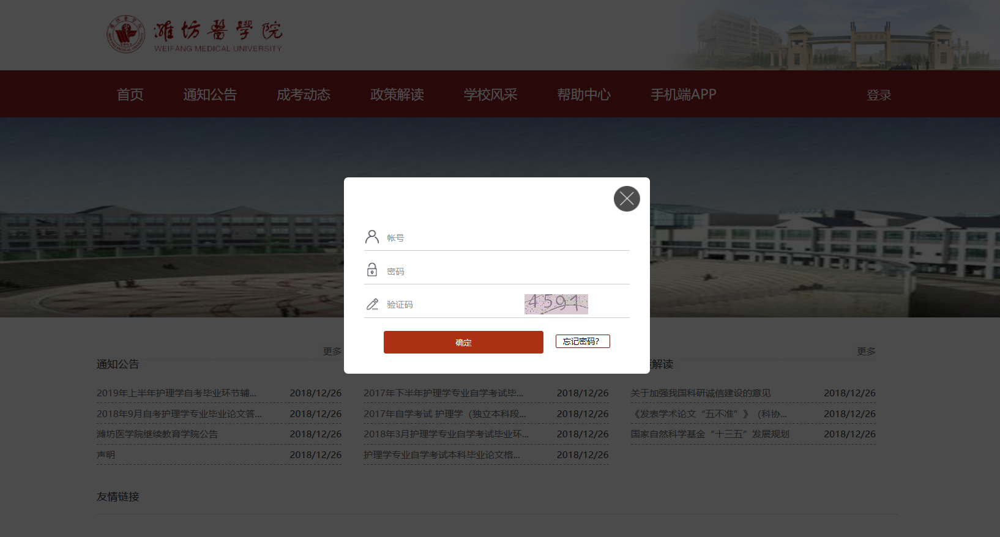 潍坊醫學院
WEIFANG MEDICAL UNIVERSITY
首页 通知公告 成考动态 政策解读 学校风采 帮助中心 手机端APP 登录
帐号
密码
验证码 4591
确定 忘记密码?
更多 更多
通知公告 解读
2019年上半年护理学自考毕业环节辅... 2018/12/26 2017年下半年护理学专业自学考试毕... 2018/12/26 关于加强我国科研诚信建设的意见 2018/12/26
2018年9月自考护理学专业毕业论文答... 2018/12/26 2017年自学考试 护理学（独立本科段... 2018/12/26 《发表学术论文“五不准”》（科协... 2018/12/26
潍坊医学院继续教育学院公告 2018/12/26 2018年3月护理学专业自学考试毕业环... 2018/12/26 国家自然科学基金“十三五”发展规划 2018/12/26
声明 2018/12/26 护理学专业自学考试本科毕业论文格... 2018/12/26
友情链接